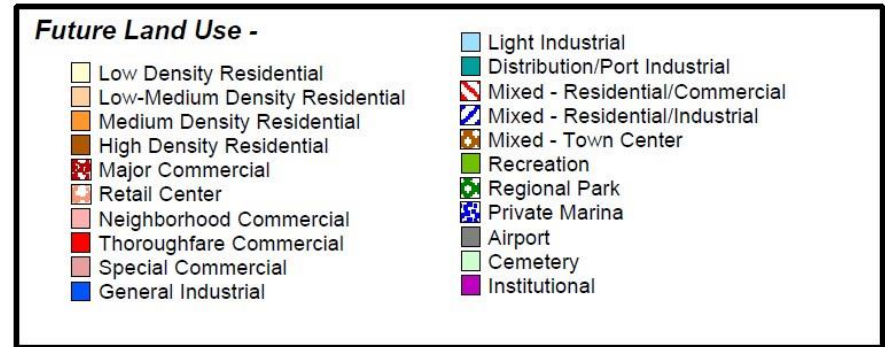 Future Land Use -
Low Density Residential
Low-Medium Density Residential
Medium Density Residential
High Density Residential
Major Commercial
Retail Center
Neighborhood Commercial
Thoroughfare Commercial
Special Commercial
General Industrial
Light Industrial
Distribution/Port Industrial
Mixed - Residential/Commercial
Mixed - Residential/Industrial
Mixed - Town Center
Recreation
Regional Park
Private Marina
Airport
Cemetery
Institutional